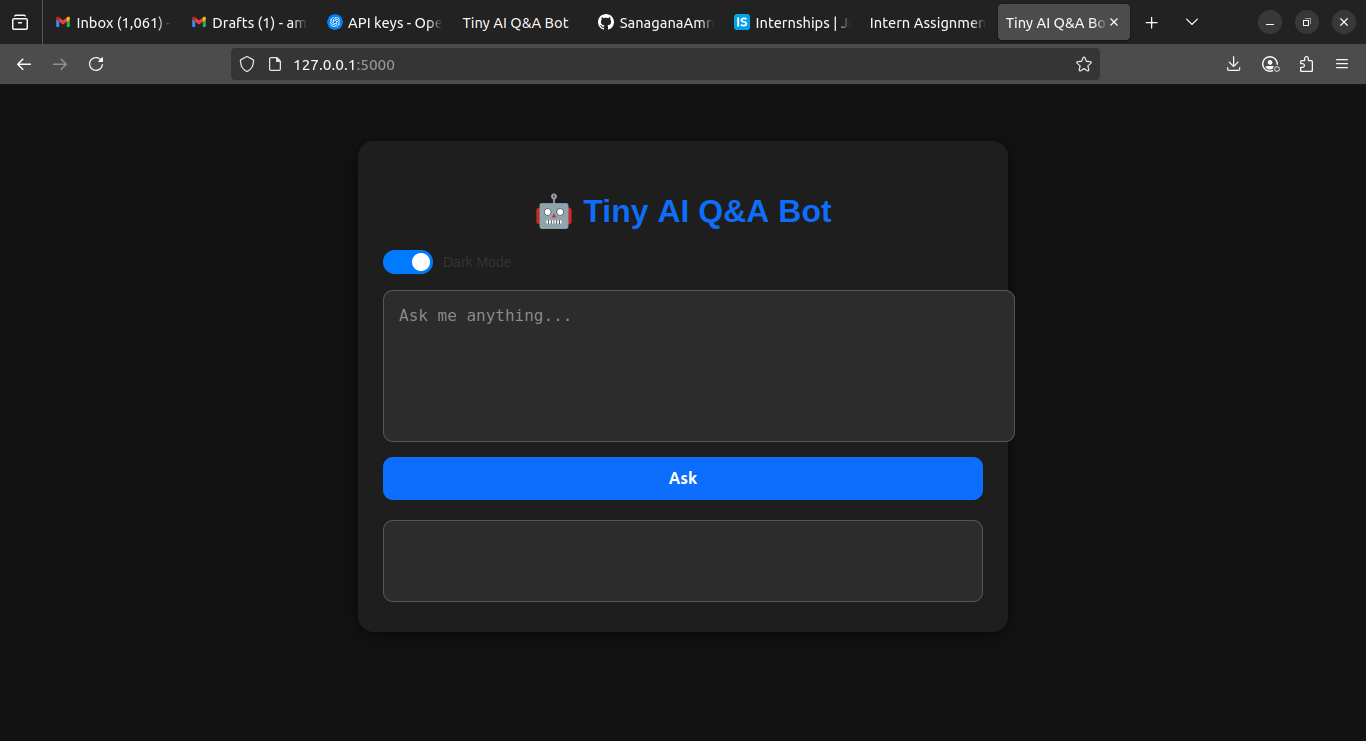 Inbox (1,061) -
Drafts (1) - am
API keys - Ope
Tiny AI Q&A Bot
SanaganaAmr
Internships | J
Intern Assignmen
Tiny AI Q&A Bo
127.0.0.1:5000
Tiny AI Q&A Bot
Dark Mode
Ask me anything...
Ask